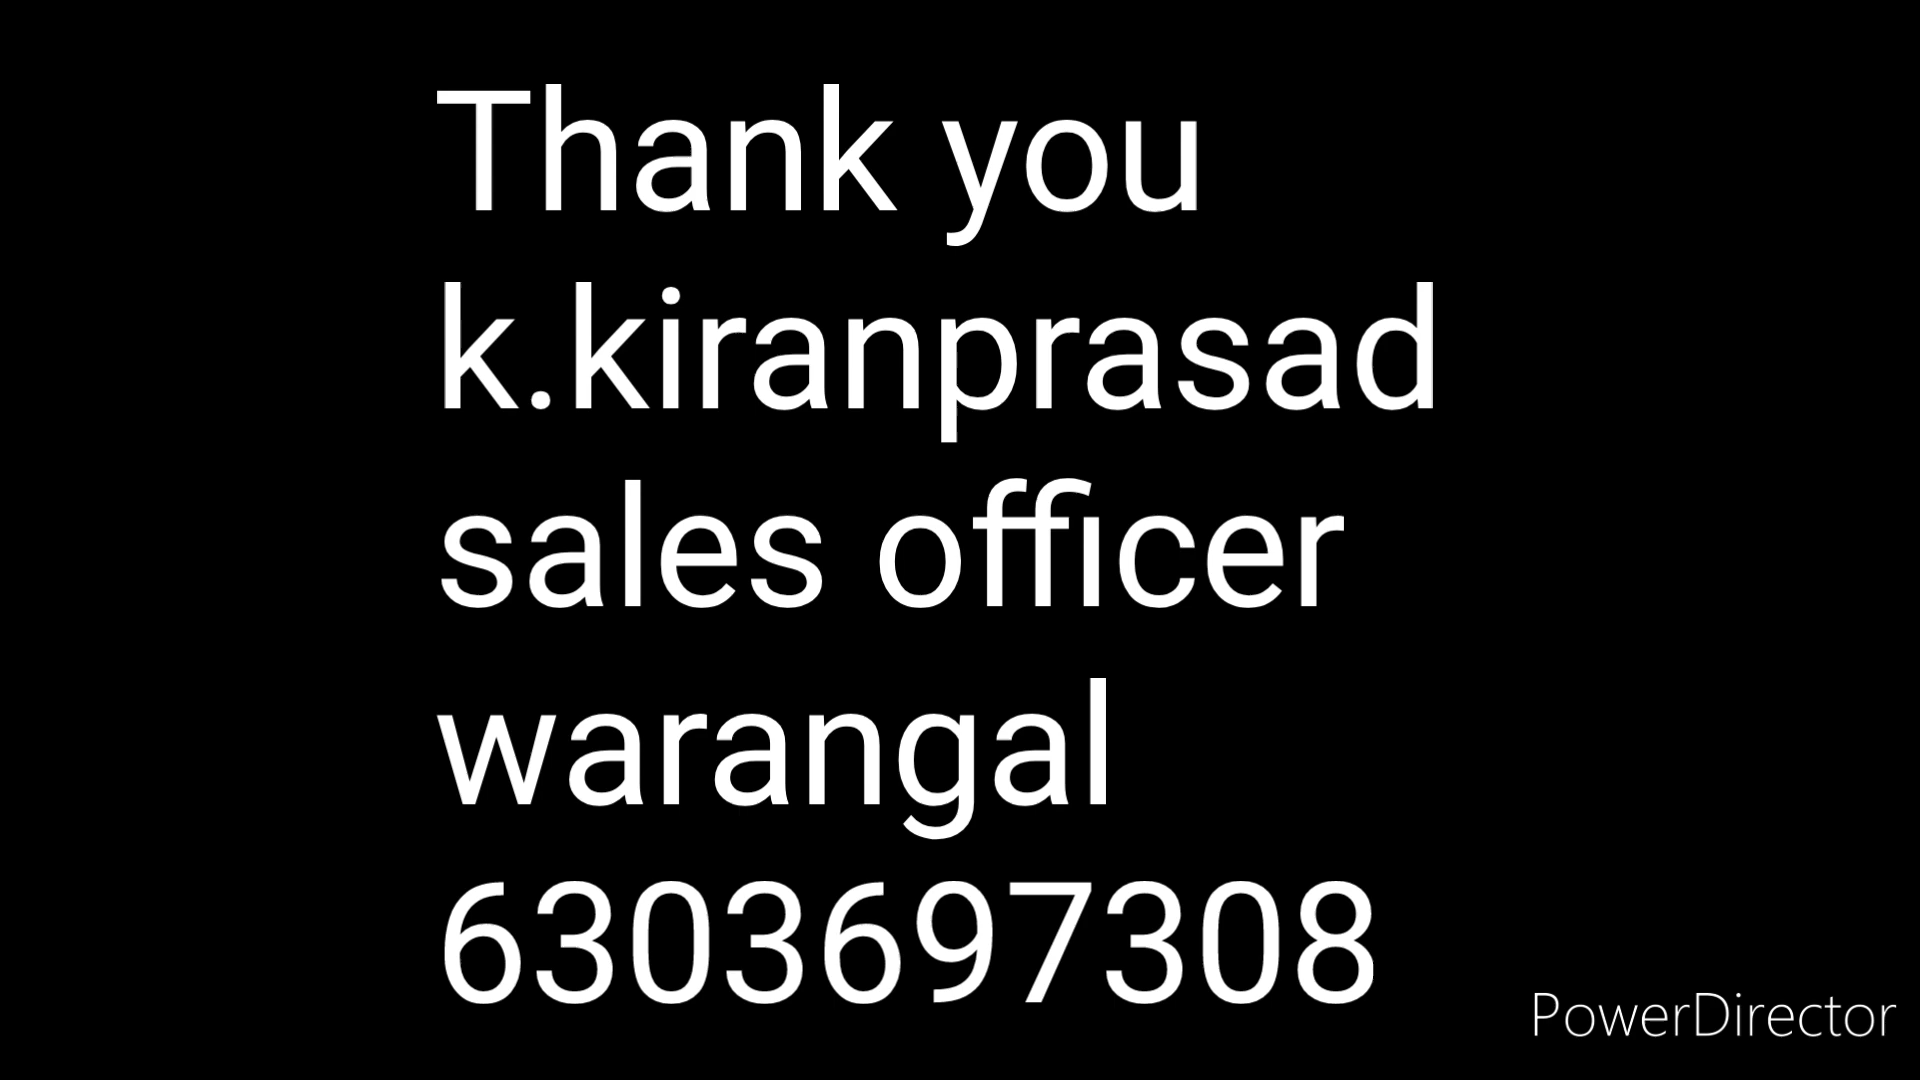 Thank you
k.kiranprasad
sales officer
warangal
6303697308
PowerDirector